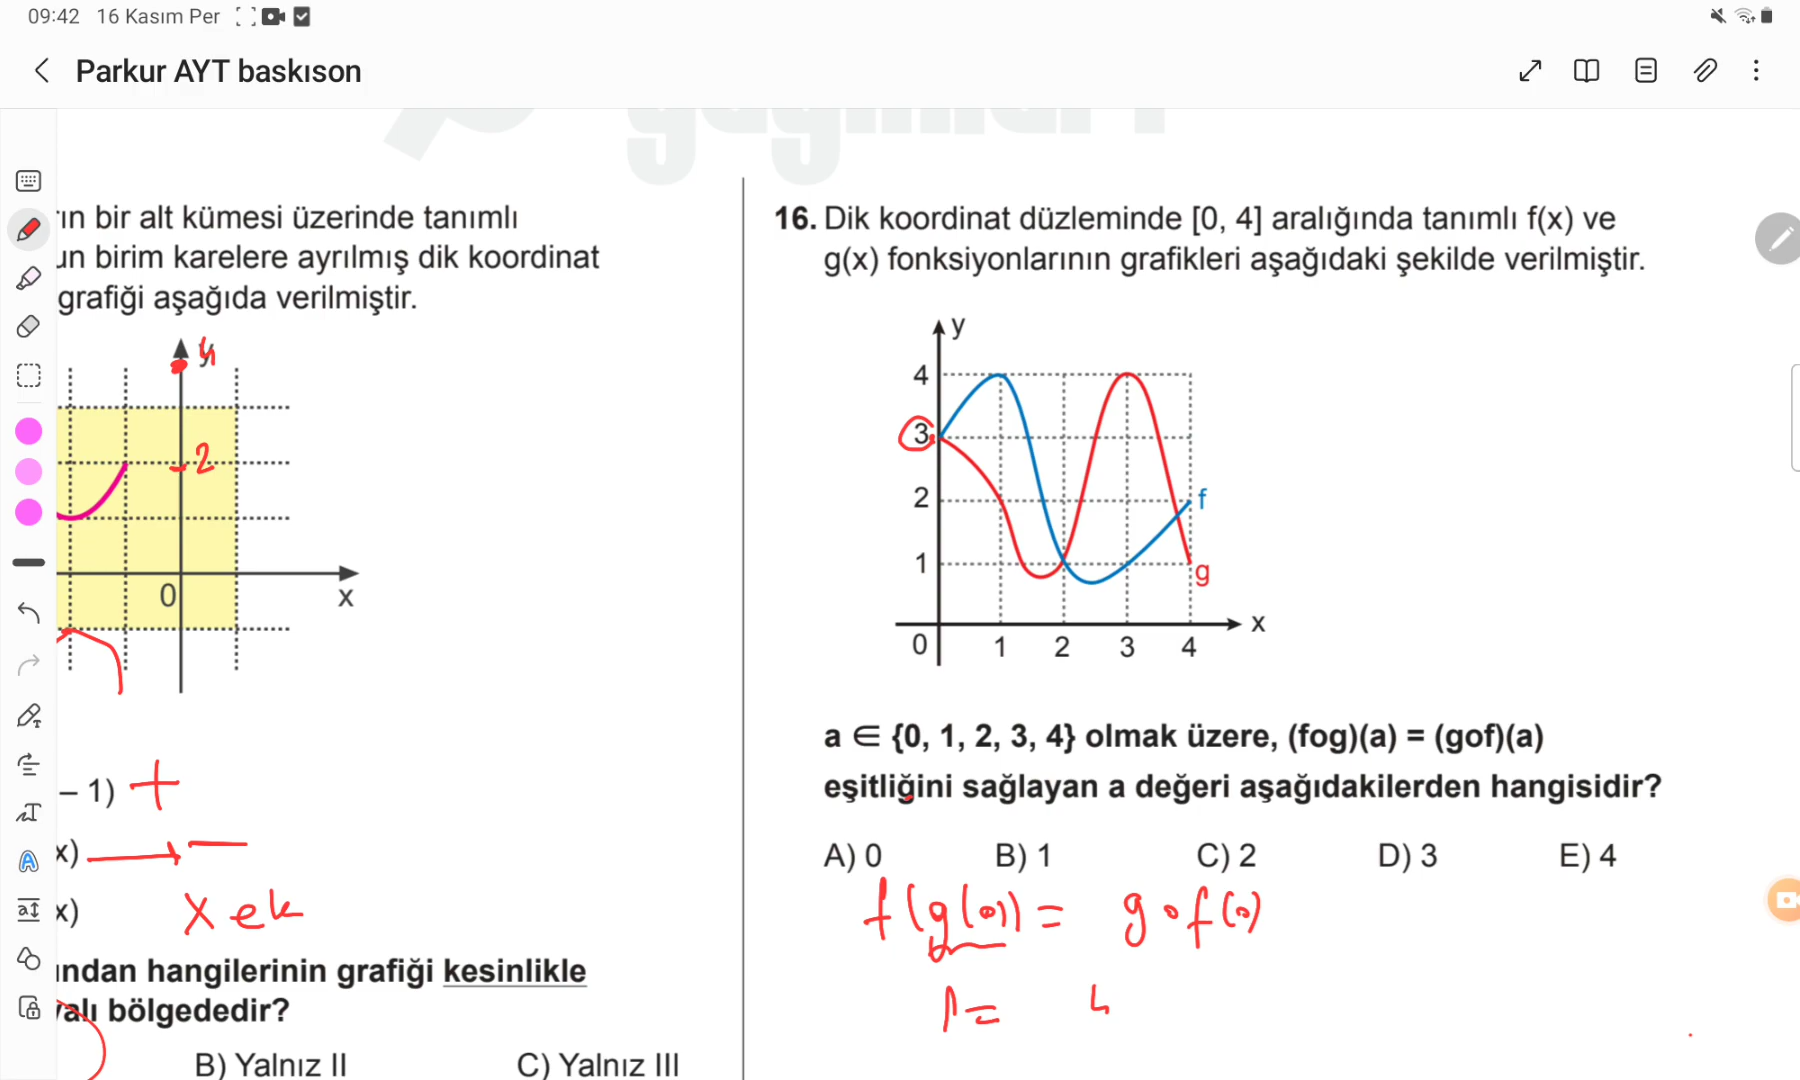 09:42 16 Kasım Per
Parkur AYT baskıson
ın bir alt kümesi üzerinde tanımlı
un birim karelere ayrılmış dik koordinat
grafiği aşağıda verilmiştir.
y
4
2
0
x
– 1) +
x) –
x) x ek
ından hangilerinin grafiği kesinlikle
alı bölgededir?
B) Yalnız II C) Yalnız III
16. Dik koordinat düzleminde [0, 4] aralığında tanımlı f(x) ve
g(x) fonksiyonlarının grafikleri aşağıdaki şekilde verilmiştir.
y
4
3
2
f
1
g
x
0 1 2 3 4
a ∈ {0, 1, 2, 3, 4} olmak üzere, (fog)(a) = (gof)(a)
eşitliğini sağlayan a değeri aşağıdakilerden hangisidir?
A) 0 B) 1 C) 2 D) 3 E) 4
f(g(0)) = gof(0)
1 = 4